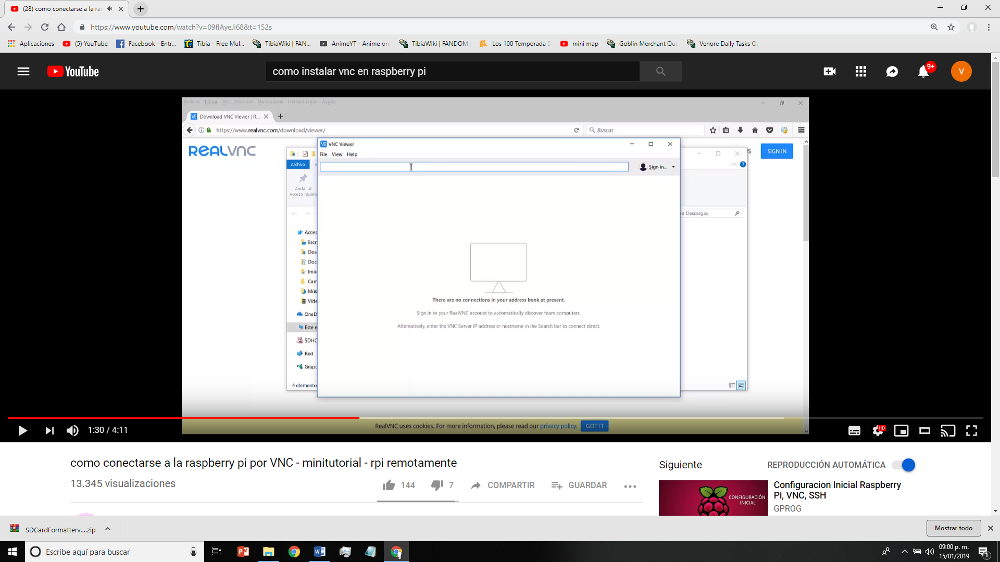 (28) como conectarse a la ras
https://www.youtube.com/watch?v=09flAyeJi68&t=152s
Aplicaciones (5) YouTube Facebook - Entr... Tibia - Free Mul... TibiaWiki | FAN... AnimeYT - Anime on TibiaWiki | FANDOM Los 100 Temporada 5 mini map Goblin Merchant Que Venore Daily Tasks Q
YouTube
como instalar vnc en raspberry pi
9+
V
Archivo Editar Ver Historial Marcadores Herramientas Ayuda
Download VNC Viewer | R...
https://www.realvnc.com/download/viewer/
Buscar
REALVNC
SIGN IN
VNC Viewer
File View Help
Archivo
Sign in...
Anclar al
Acceso rápido
en Descargas
Acces
Escr
Des
Doc
Imá
Cam
Mús
Víde
OneD
Este e
SDHC
Red
Grupo
4 elemento
There are no connections in your address book at present.
Sign in to your RealVNC account to automatically discover team computers.
Alternatively, enter the VNC Server IP address or hostname in the Search bar to connect direct.
RealVNC uses cookies. For more information, please read our privacy policy. GOT IT
1:30 / 4:11
HD
como conectarse a la raspberry pi por VNC - minitutorial - rpi remotamente
13.345 visualizaciones
144 7 COMPARTIR GUARDAR
Siguiente
REPRODUCCIÓN AUTOMÁTICA
CONFIGURACIÓN
INICIAL
Configuracion Inicial Raspberry
Pi, VNC, SSH
GPROG
SDCardFormatterv....zip
Mostrar todo
Escribe aquí para buscar
09:00 p. m.
15/01/2019
1